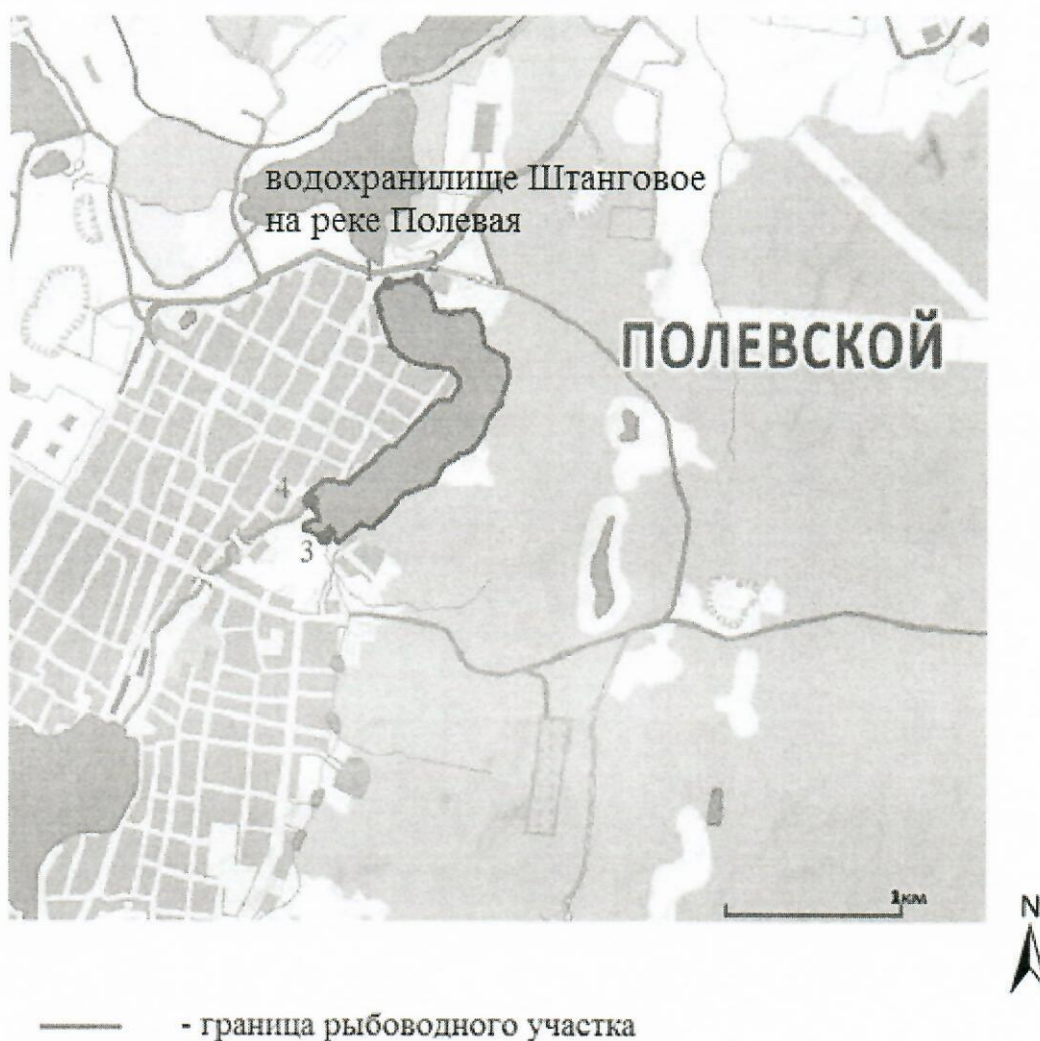 водохранилище Штанговое
на реке Полевая
1 2
ПОЛЕВСКОЙ
4
3
1км
N
- граница рыбоводного участка